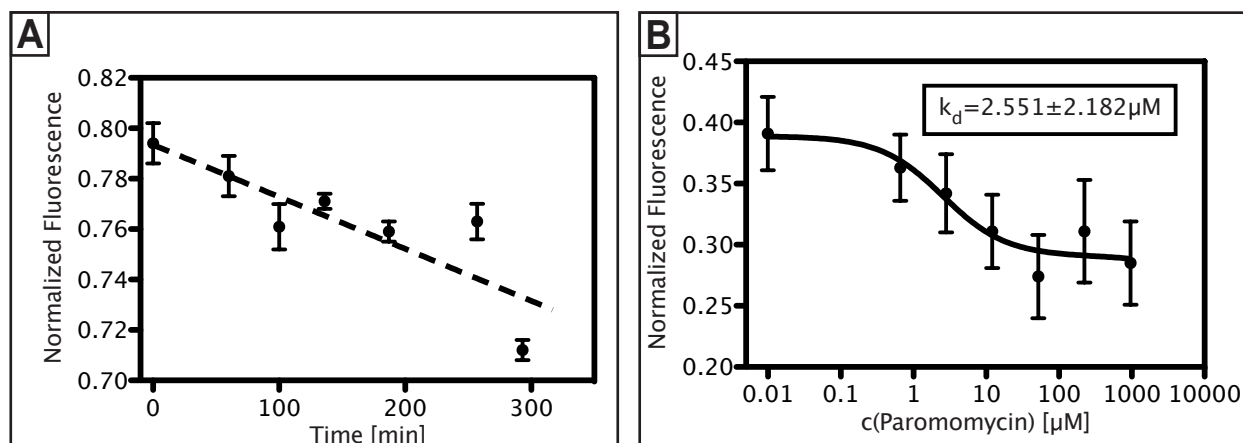 A
Normalized Fluorescence
0.82
0.80
0.78
0.76
0.74
0.72
0.70
0 100 200 300
Time [min]
B
Normalized Fluorescence
0.45
0.40
0.35
0.30
0.25
0.20
kd=2.551±2.182µM
0.01 0.1 1 10 100 1000 10000
c(Paromomycin) [µM]